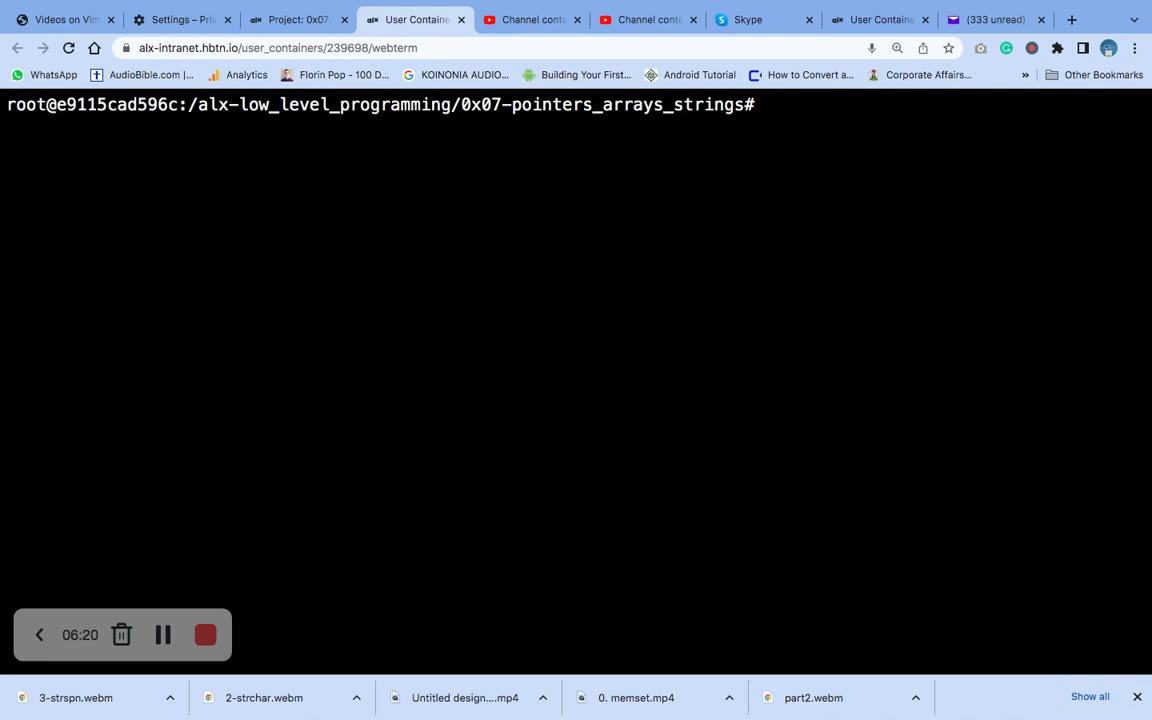 Videos on Vim
Settings – Priv
Project: 0x07.
User Containe
Channel conte
Channel conte
Skype
User Containe
(333 unread)
alx-intranet.hbtn.io/user_containers/239698/webterm
WhatsApp
AudioBible.com |...
Analytics
Florin Pop - 100 D...
KOINONIA AUDIO...
Building Your First...
Android Tutorial
How to Convert a...
Corporate Affairs...
»
Other Bookmarks
root@e9115cad596c:/alx-low_level_programming/0x07-pointers_arrays_strings#
06:20
3-strspn.webm
2-strchar.webm
Untitled design....mp4
0. memset.mp4
part2.webm
Show all